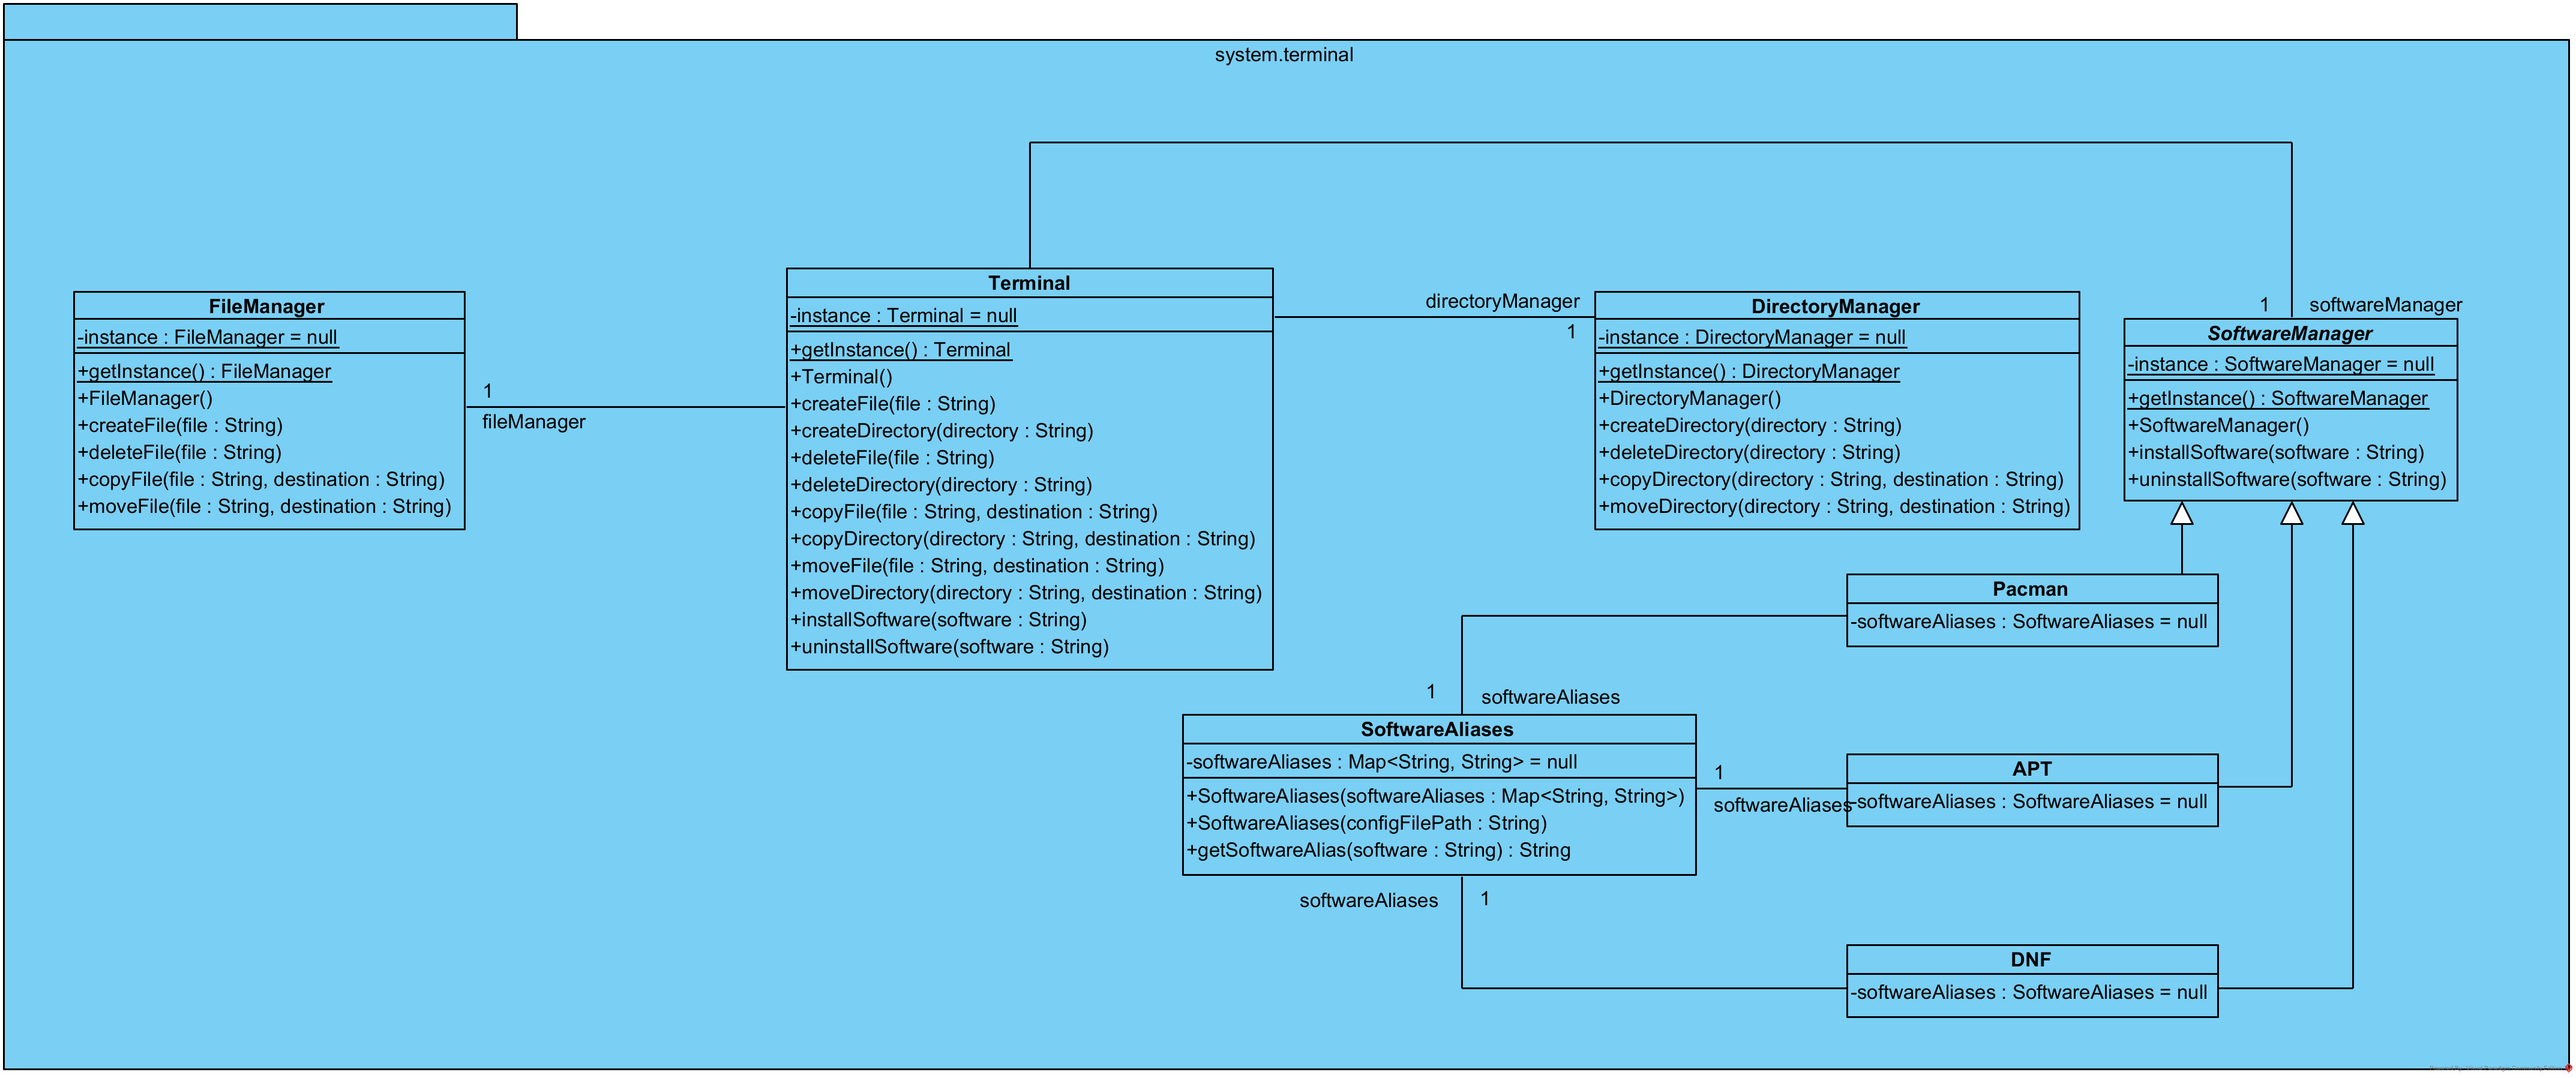 system.terminal
FileManager
-instance : FileManager = null
+getInstance() : FileManager
+FileManager()
+createFile(file : String)
+deleteFile(file : String)
+copyFile(file : String, destination : String)
+moveFile(file : String, destination : String)
1
fileManager
Terminal
-instance : Terminal = null
+getInstance() : Terminal
+Terminal()
+createFile(file : String)
+createDirectory(directory : String)
+deleteFile(file : String)
+deleteDirectory(directory : String)
+copyFile(file : String, destination : String)
+copyDirectory(directory : String, destination : String)
+moveFile(file : String, destination : String)
+moveDirectory(directory : String, destination : String)
+installSoftware(software : String)
+uninstallSoftware(software : String)
directoryManager
1
DirectoryManager
-instance : DirectoryManager = null
+getInstance() : DirectoryManager
+DirectoryManager()
+createDirectory(directory : String)
+deleteDirectory(directory : String)
+copyDirectory(directory : String, destination : String)
+moveDirectory(directory : String, destination : String)
1
softwareManager
SoftwareManager
-instance : SoftwareManager = null
+getInstance() : SoftwareManager
+SoftwareManager()
+installSoftware(software : String)
+uninstallSoftware(software : String)
Pacman
-softwareAliases : SoftwareAliases = null
1
softwareAliases
SoftwareAliases
-softwareAliases : Map<String, String> = null
+SoftwareAliases(softwareAliases : Map<String, String>)
+SoftwareAliases(configFilePath : String)
+getSoftwareAlias(software : String) : String
1
softwareAliases
APT
-softwareAliases : SoftwareAliases = null
softwareAliases
1
DNF
-softwareAliases : SoftwareAliases = null